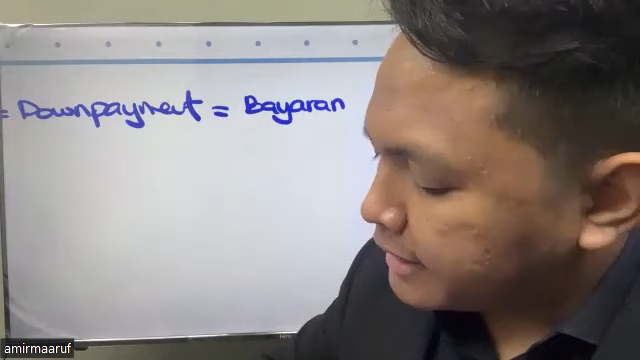 = Downpayment = Bayaran
amirmaaruf